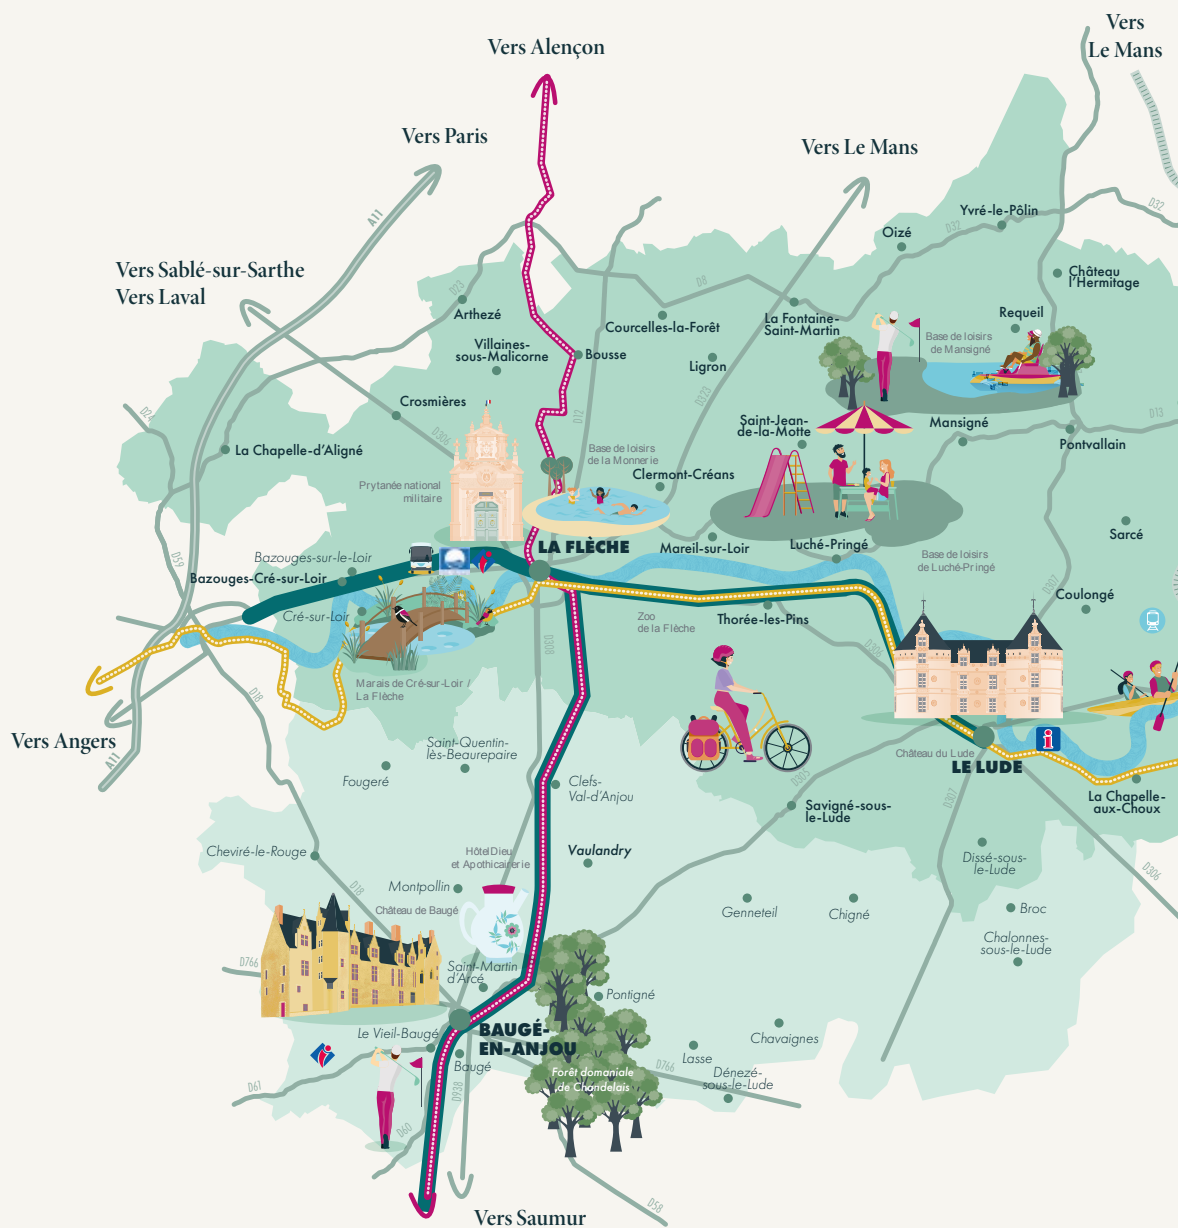 Vers
Le Mans
Vers Alençon
Vers Paris
Vers Le Mans
A11
D32
Yvré-le-Pôlin
D32
Oizé
Vers Sablé-sur-Sarthe
Vers Laval
Château
l'Hermitage
D8
D23
Arthezé
Courcelles-la-Forêt
La Fontaine-
Saint-Martin
Requeil
Base de loisirs
de Mansigné
Villaines-
sous-Malicorne
Bousse
Ligron
Crosmières
D323
D12
D24
D306
Saint-Jean-
de-la-Motte
Mansigné
D13
Pontvallain
La Chapelle-d'Aligné
Base de loisirs
de la Monnerie
Clermont-Créans
Prytanée national
militaire
Sarcé
LA FLÈCHE
Mareil-sur-Loir
Luché-Pringé
Base de loisirs
de Luché-Pringé
D59
Bazouges-sur-le-Loir
Bazouges-Cré-sur-Loir
D307
Coulongé
Cré-sur-Loir
Zoo
de la Flèche
Thorée-les-Pins
D308
D306
Marais de Cré-sur-Loir /
La Flèche
D18
Vers Angers
A11
Saint-Quentin-
lès-Beaurepaire
Fougeré
Château du Lude
LE LUDE
Clefs-
Val-d'Anjou
D305
D307
La Chapelle-
aux-Choux
Savigné-sous-
le-Lude
Cheviré-le-Rouge
Hôtel Dieu
et Apothicairerie
Vaulandry
Dissé-sous-
le-Lude
D306
Montpollin
D18
Château de Baugé
Genneteil
Chigné
Broc
Chalonnes-
sous-le-Lude
D766
Saint-Martin
d'Arcé
Pontigné
BAUGÉ-
EN-ANJOU
Le Vieil-Baugé
Chavaignes
Baugé
Lasse
D766
Forêt domaniale
de Chandelais
Dénezé-
sous-le-Lude
D61
D938
D60
D58
Vers Saumur